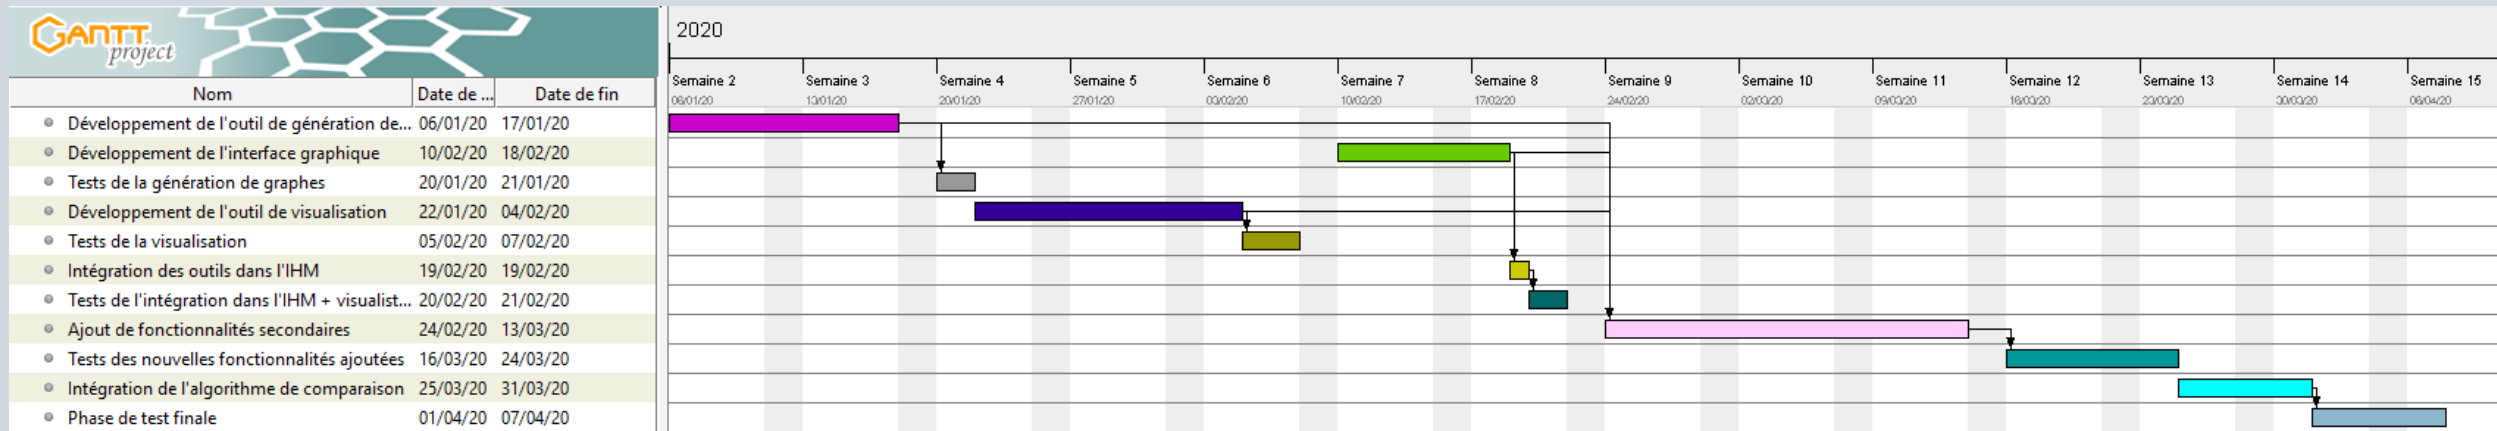 GANTT
project
2020
Semaine 2 Semaine 3 Semaine 4 Semaine 5 Semaine 6 Semaine 7 Semaine 8 Semaine 9 Semaine 10 Semaine 11 Semaine 12 Semaine 13 Semaine 14 Semaine 15
Nom Date de ... Date de fin
06/01/20 13/01/20 20/01/20 27/01/20 03/02/20 10/02/20 17/02/20 24/02/20 02/03/20 09/03/20 16/03/20 23/03/20 30/03/20 06/04/20
Développement de l'outil de génération de... 06/01/20 17/01/20
Développement de l'interface graphique 10/02/20 18/02/20
Tests de la génération de graphes 20/01/20 21/01/20
Développement de l'outil de visualisation 22/01/20 04/02/20
Tests de la visualisation 05/02/20 07/02/20
Intégration des outils dans l'IHM 19/02/20 19/02/20
Tests de l'intégration dans l'IHM + visualist... 20/02/20 21/02/20
Ajout de fonctionnalités secondaires 24/02/20 13/03/20
Tests des nouvelles fonctionnalités ajoutées 16/03/20 24/03/20
Intégration de l'algorithme de comparaison 25/03/20 31/03/20
Phase de test finale 01/04/20 07/04/20